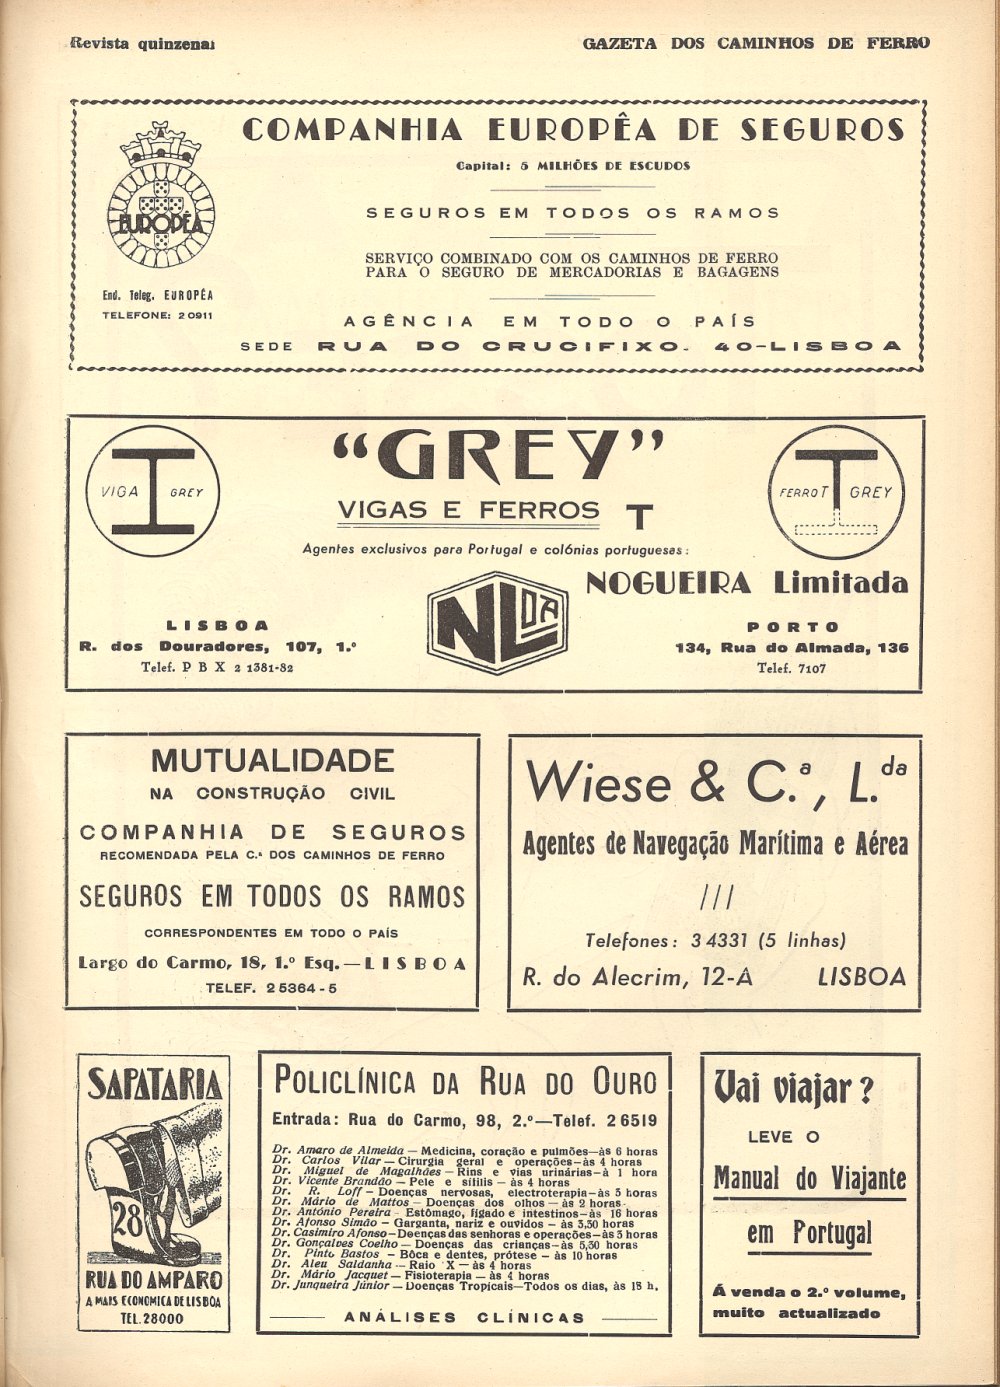 Revista quinzenal
GAZETA DOS CAMINHOS DE FERRO
COMPANHIA EUROPÊA DE SEGUROS
Capital: 5 MILHÕES DE ESCUDOS
EUROPÊA
SEGUROS EM TODOS OS RAMOS
SERVIÇO COMBINADO COM OS CAMINHOS DE FERRO
PARA O SEGURO DE MERCADORIAS E BAGAGENS
End. Teleg. EUROPÊA
TELEFONE: 2 0911
AGÊNCIA EM TODO O PAÍS
SEDE RUA DO CRUCIFIXO. 40-LISBOA
VIGA GREY
"GREY"
VIGAS E FERROS T
FERRO T GREY
Agentes exclusivos para Portugal e colónias portuguesas:
NOGUEIRA Limitada
NLDA
LISBOA
R. dos Douradores, 107, 1.º
Telef. P B X 2 1381-82
PORTO
134, Rua do Almada, 136
Telef. 7107
MUTUALIDADE
NA CONSTRUÇÃO CIVIL
COMPANHIA DE SEGUROS
RECOMENDADA PELA C.ª DOS CAMINHOS DE FERRO
SEGUROS EM TODOS OS RAMOS
CORRESPONDENTES EM TODO O PAÍS
Largo do Carmo, 18, 1.º Esq.—LISBOA
TELEF. 2 5364-5
Wiese & C.ª, L.da
Agentes de Navegação Marítima e Aérea
///
Telefones: 3 4331 (5 linhas)
R. do Alecrim, 12-A LISBOA
SAPATARIA
28
RUA DO AMPARO
A MAIS ECONOMICA DE LISBOA
TEL. 28000
POLICLÍNICA DA RUA DO OURO
Entrada: Rua do Carmo, 98, 2.º—Telef. 2 6519
Dr. Amaro de Almeida — Medicina, coração e pulmões—às 6 horas
Dr. Carlos Vilar — Cirurgia geral e operações—às 4 horas
Dr. Miguel de Magalhães — Rins e vias urinárias—à 1 hora
Dr. Vicente Brandão — Pele e sífilis — às 4 horas
Dr. R. Loff — Doenças nervosas, electroterapia—às 3 horas
Dr. Mário de Mattos — Doenças dos olhos — às 2 horas
Dr. António Pereira — Estômago, fígado e intestinos—às 16 horas
Dr. Afonso Simão — Garganta, nariz e ouvidos — às 3,30 horas
Dr. Casimiro Afonso—Doenças das senhoras e operações—às 3 horas
Dr. Gonçalves Coelho — Doenças das crianças—às 5,30 horas
Dr. Pinto Bastos — Bôca e dentes, prótese — às 10 horas
Dr. Aleu Saldanha — Raio X — às 4 horas
Dr. Mário Jacquet — Fisioterapia — às 4 horas
Dr. Junqueira Júnior — Doenças Tropicais—Todos os dias, às 18 h.
ANÁLISES CLÍNICAS
Vai viajar?
LEVE O
Manual do Viajante
em Portugal
Á venda o 2.º volume,
muito actualizado